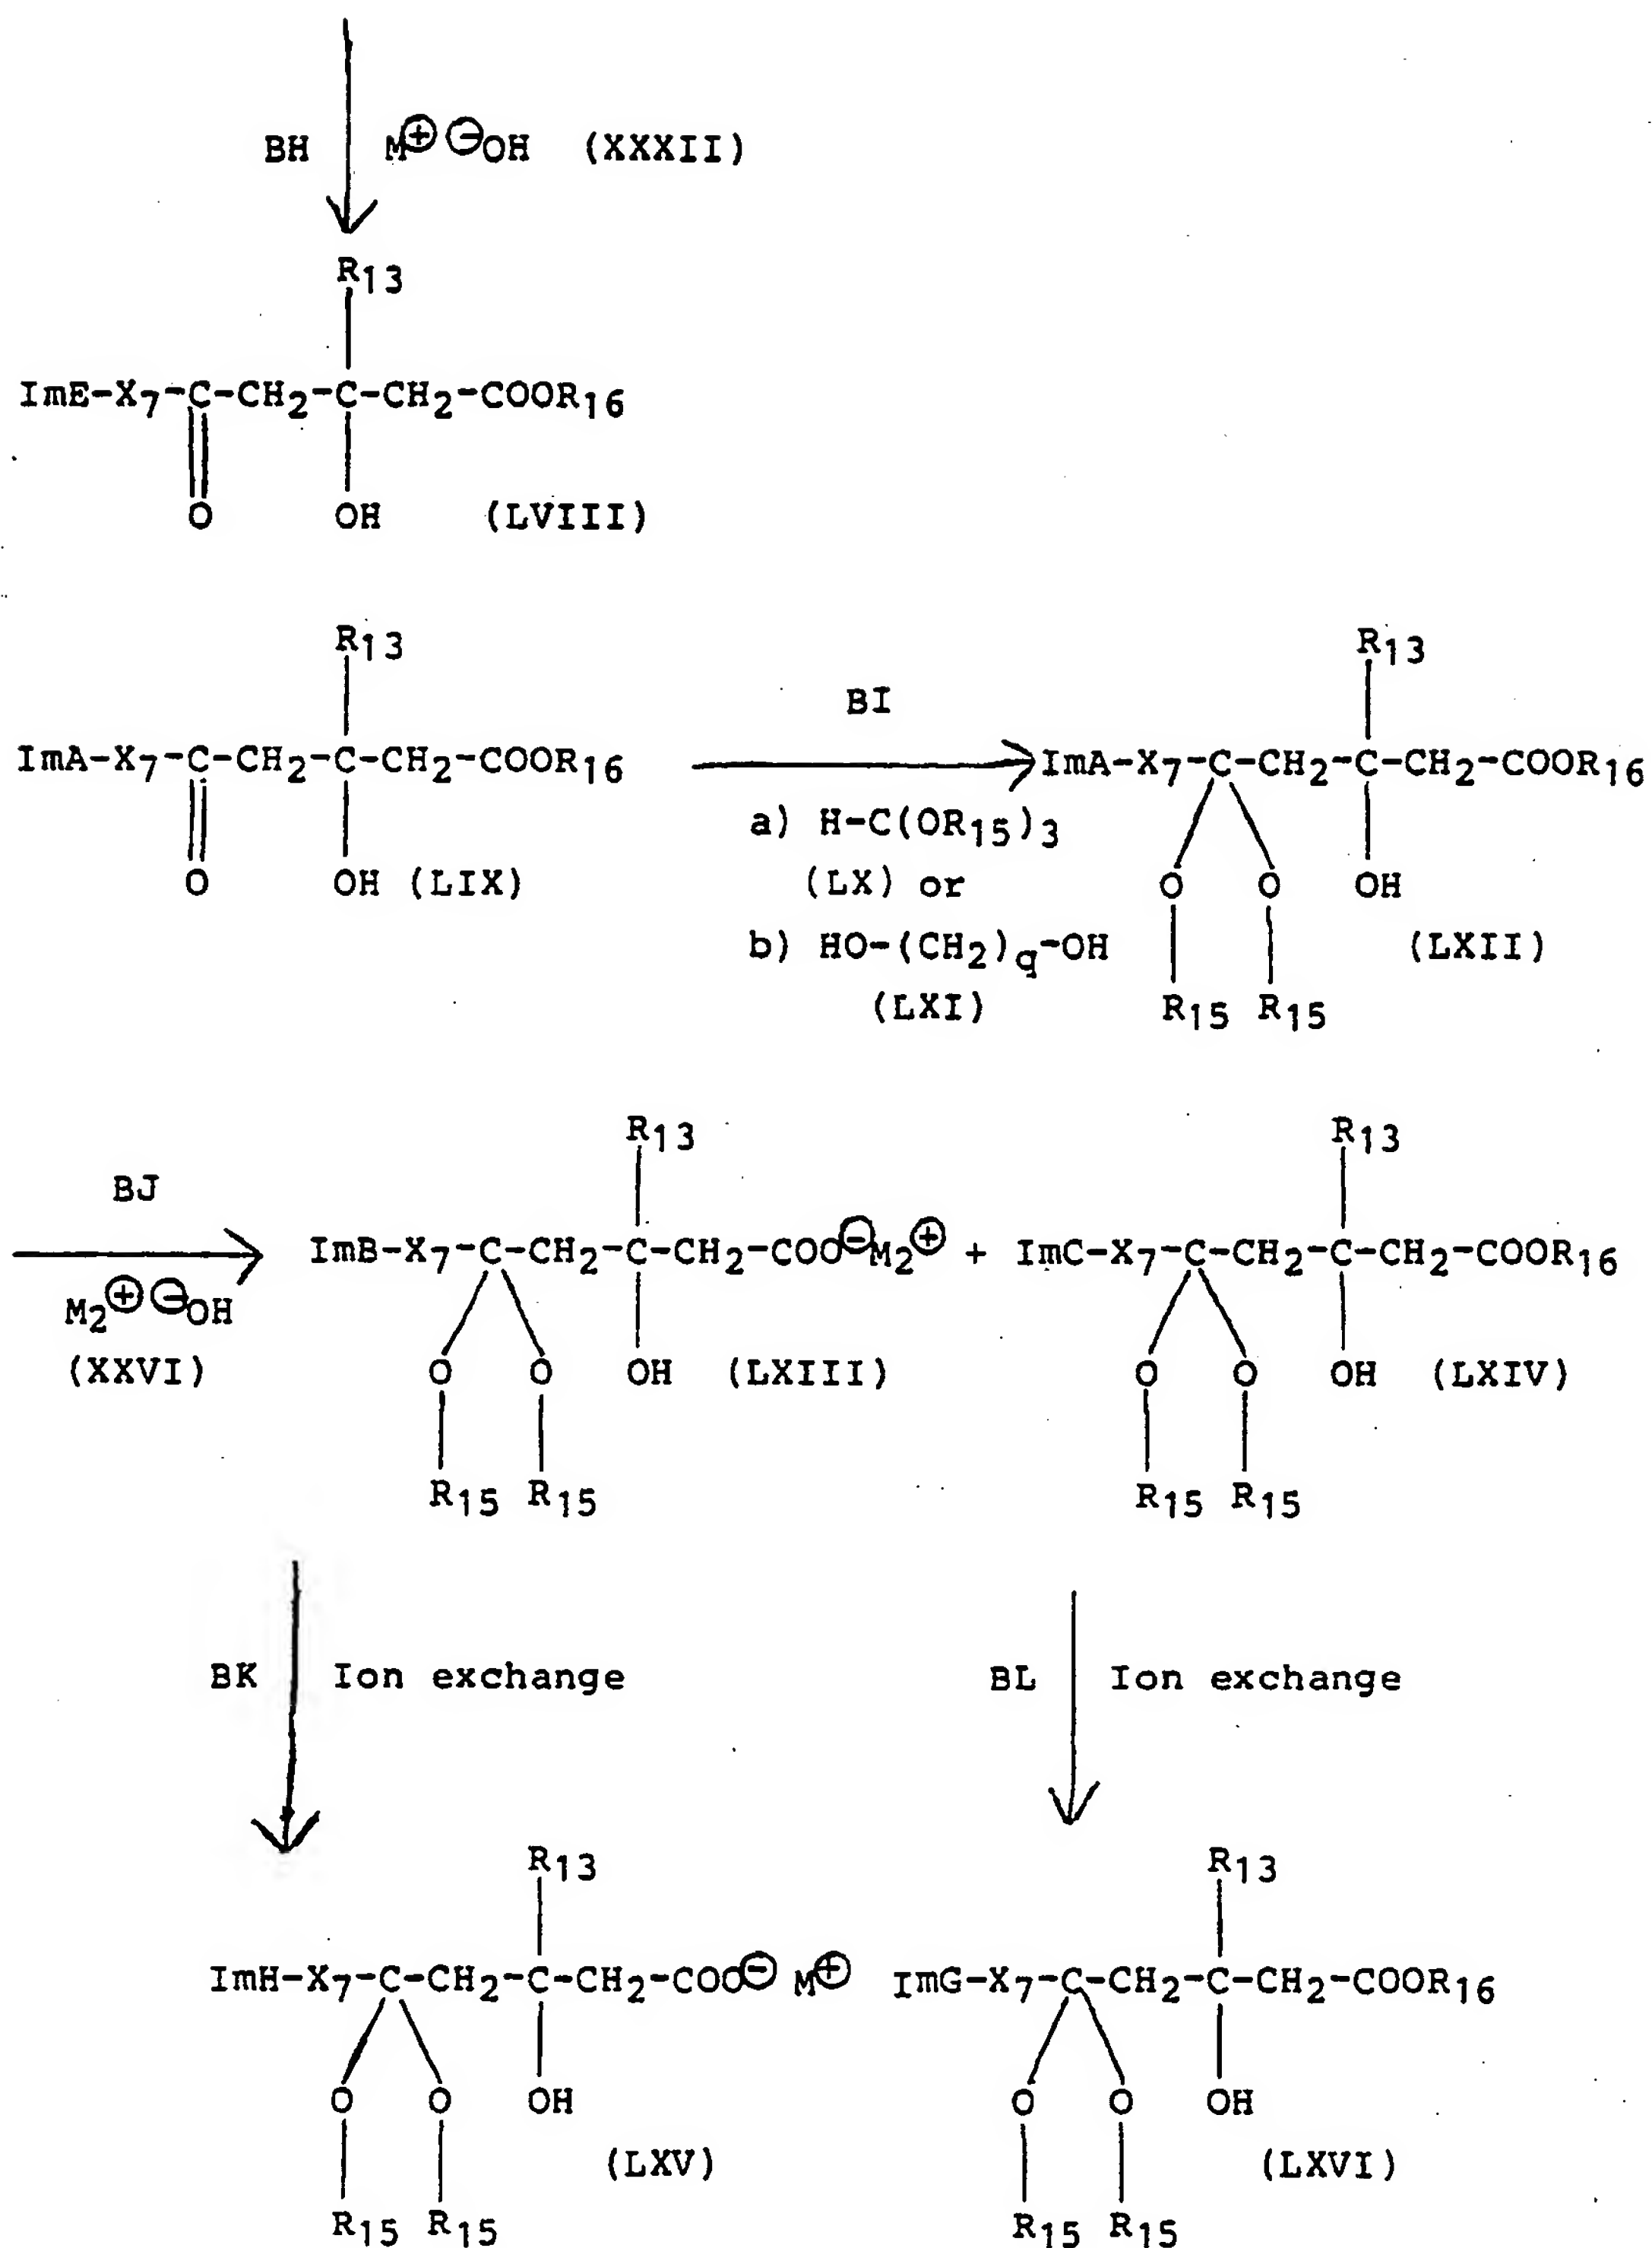 BH M⊕ ⊖OH (XXXII)
R13
ImE-X7-C-CH2-C-CH2-COOR16
O OH (LVIII)
R13 R13
BI
ImA-X7-C-CH2-C-CH2-COOR16 ImA-X7-C-CH2-C-CH2-COOR16
a) H-C(OR15)3
O OH (LIX) (LX) or O O OH
b) HO-(CH2)q-OH (LXII)
(LXI) R15 R15
R13 R13
BJ
ImB-X7-C-CH2-C-CH2-COO⊖M2⊕ + ImC-X7-C-CH2-C-CH2-COOR16
M2⊕ ⊖OH
(XXVI) O O OH (LXIII) O O OH (LXIV)
R15 R15 R15 R15
BK Ion exchange BL Ion exchange
R13 R13
ImH-X7-C-CH2-C-CH2-COO⊖ M⊕ ImG-X7-C-CH2-C-CH2-COOR16
O O OH O O OH
(LXV) (LXVI)
R15 R15 R15 R15